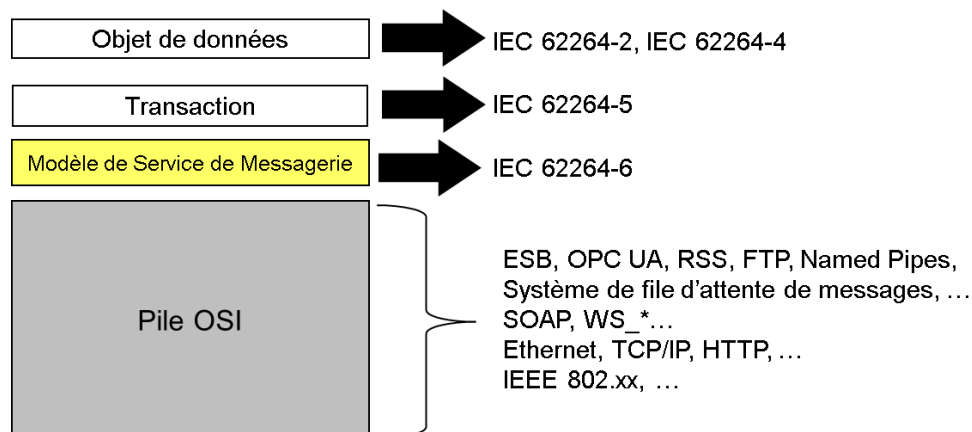 Objet de données
IEC 62264-2, IEC 62264-4
Transaction
IEC 62264-5
Modèle de Service de Messagerie
IEC 62264-6
Pile OSI
ESB, OPC UA, RSS, FTP, Named Pipes,
Système de file d'attente de messages, …
SOAP, WS_*…
Ethernet, TCP/IP, HTTP, …
IEEE 802.xx, …